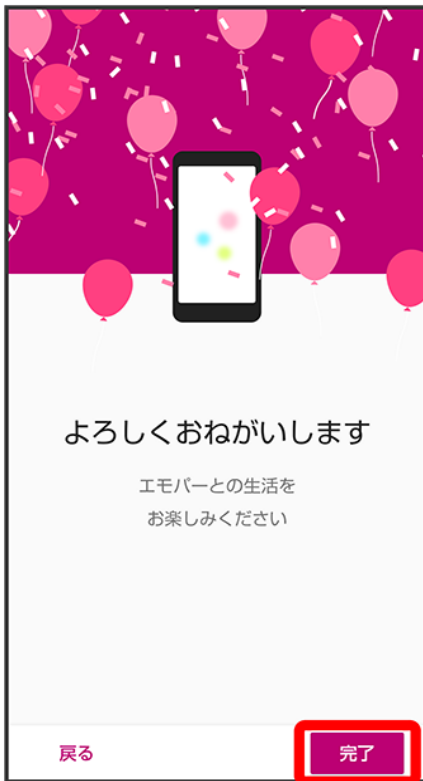 よろしくおねがいします
エモパーとの生活を
お楽しみください
戻る
完了